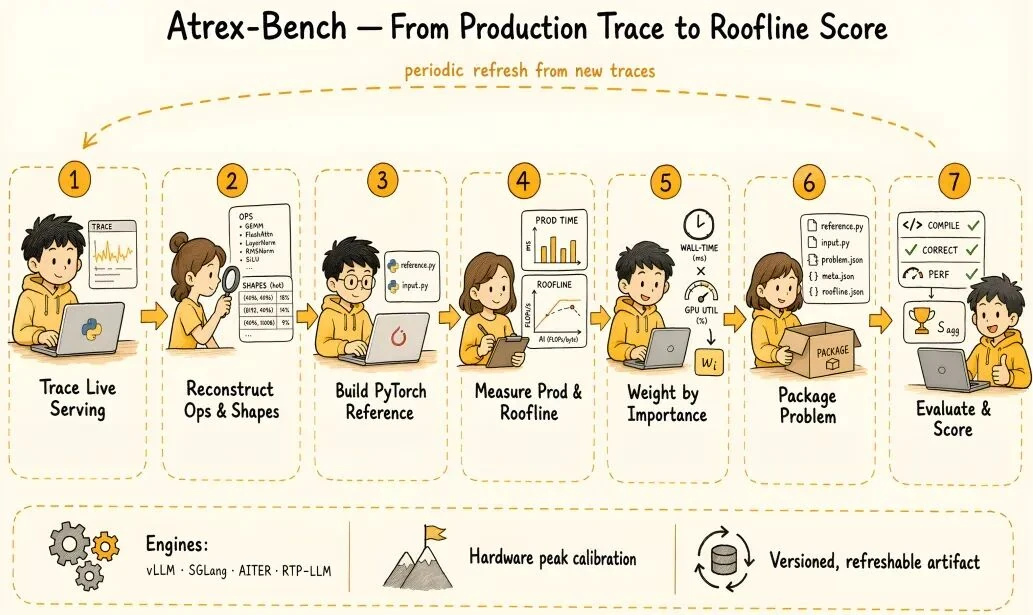 Atrex-Bench — From Production Trace to Roofline Score
periodic refresh from new traces
1
TRACE
Trace Live
Serving
2
OPS
• GEMM
• FlashAttn
• LayerNorm
• RMSNorm
• SiLU
...
SHAPES (hot)
(4096, 4096) 18%
(8192, 4096) 14%
(4096, 11008) 9%
...
Reconstruct
Ops & Shapes
3
reference.py
input.py
Build PyTorch
Reference
4
PROD TIME
ms
ROOFLINE
FLOPs/s
AI (FLOPs/byte)
Measure Prod &
Roofline
5
WALL-TIME
(ms)
×
GPU UTIL
(%)
Wi
Weight by
Importance
6
reference.py
input.py
problem.json
{} meta.json
{} roofline.json
PACKAGE
Package
Problem
7
</> COMPILE ✓
✓ CORRECT ✓
PERF ✓
S agg
Evaluate &
Score
Engines:
vLLM · SGLang · AITER · RTP-LLM
Hardware peak calibration
Versioned, refreshable artifact